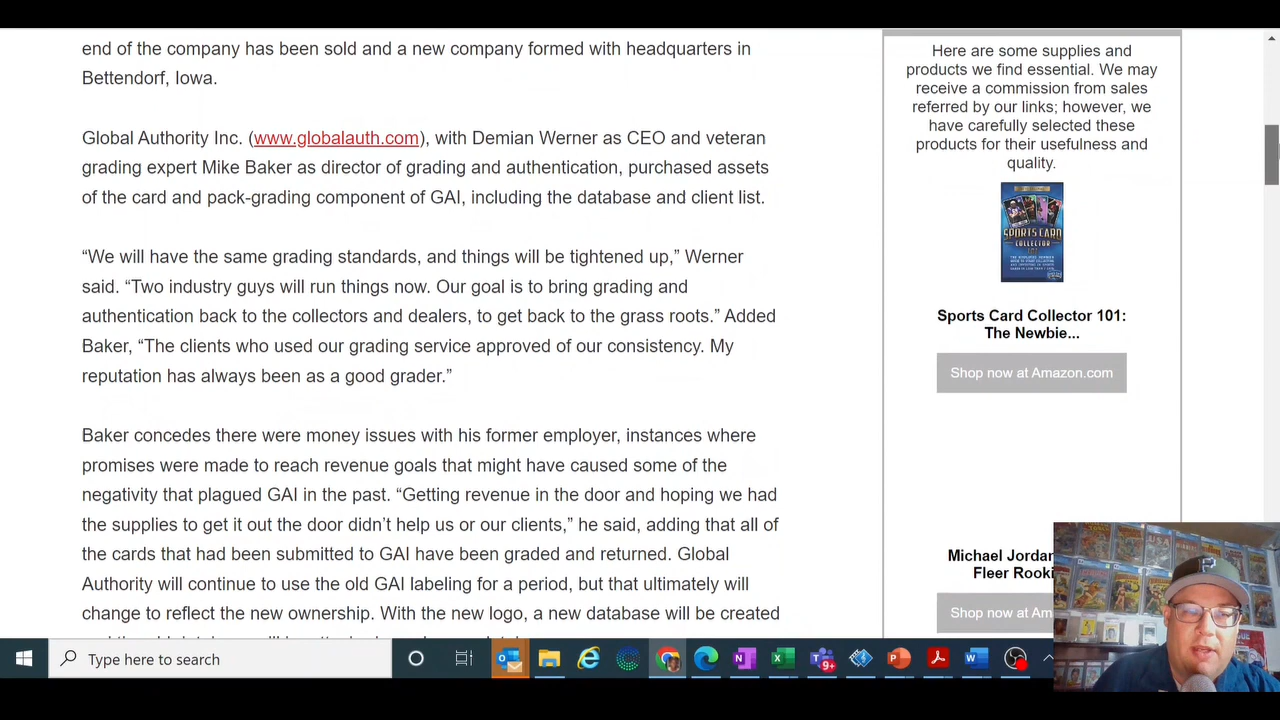 end of the company has been sold and a new company formed with headquarters in
Bettendorf, Iowa.
Global Authority Inc. (www.globalauth.com), with Demian Werner as CEO and veteran
grading expert Mike Baker as director of grading and authentication, purchased assets
of the card and pack-grading component of GAI, including the database and client list.
“We will have the same grading standards, and things will be tightened up,” Werner
said. “Two industry guys will run things now. Our goal is to bring grading and
authentication back to the collectors and dealers, to get back to the grass roots.” Added
Baker, “The clients who used our grading service approved of our consistency. My
reputation has always been as a good grader.”
Baker concedes there were money issues with his former employer, instances where
promises were made to reach revenue goals that might have caused some of the
negativity that plagued GAI in the past. “Getting revenue in the door and hoping we had
the supplies to get it out the door didn’t help us or our clients,” he said, adding that all of
the cards that had been submitted to GAI have been graded and returned. Global
Authority will continue to use the old GAI labeling for a period, but that ultimately will
change to reflect the new ownership. With the new logo, a new database will be created
Here are some supplies and
products we find essential. We may
receive a commission from sales
referred by our links; however, we
have carefully selected these
products for their usefulness and
quality.
SPORTS CARD
COLLECTOR
Sports Card Collector 101:
The Newbie...
Shop now at Amazon.com
Michael Jordan
Fleer Rooki
Shop now at Am
Type here to search
9+